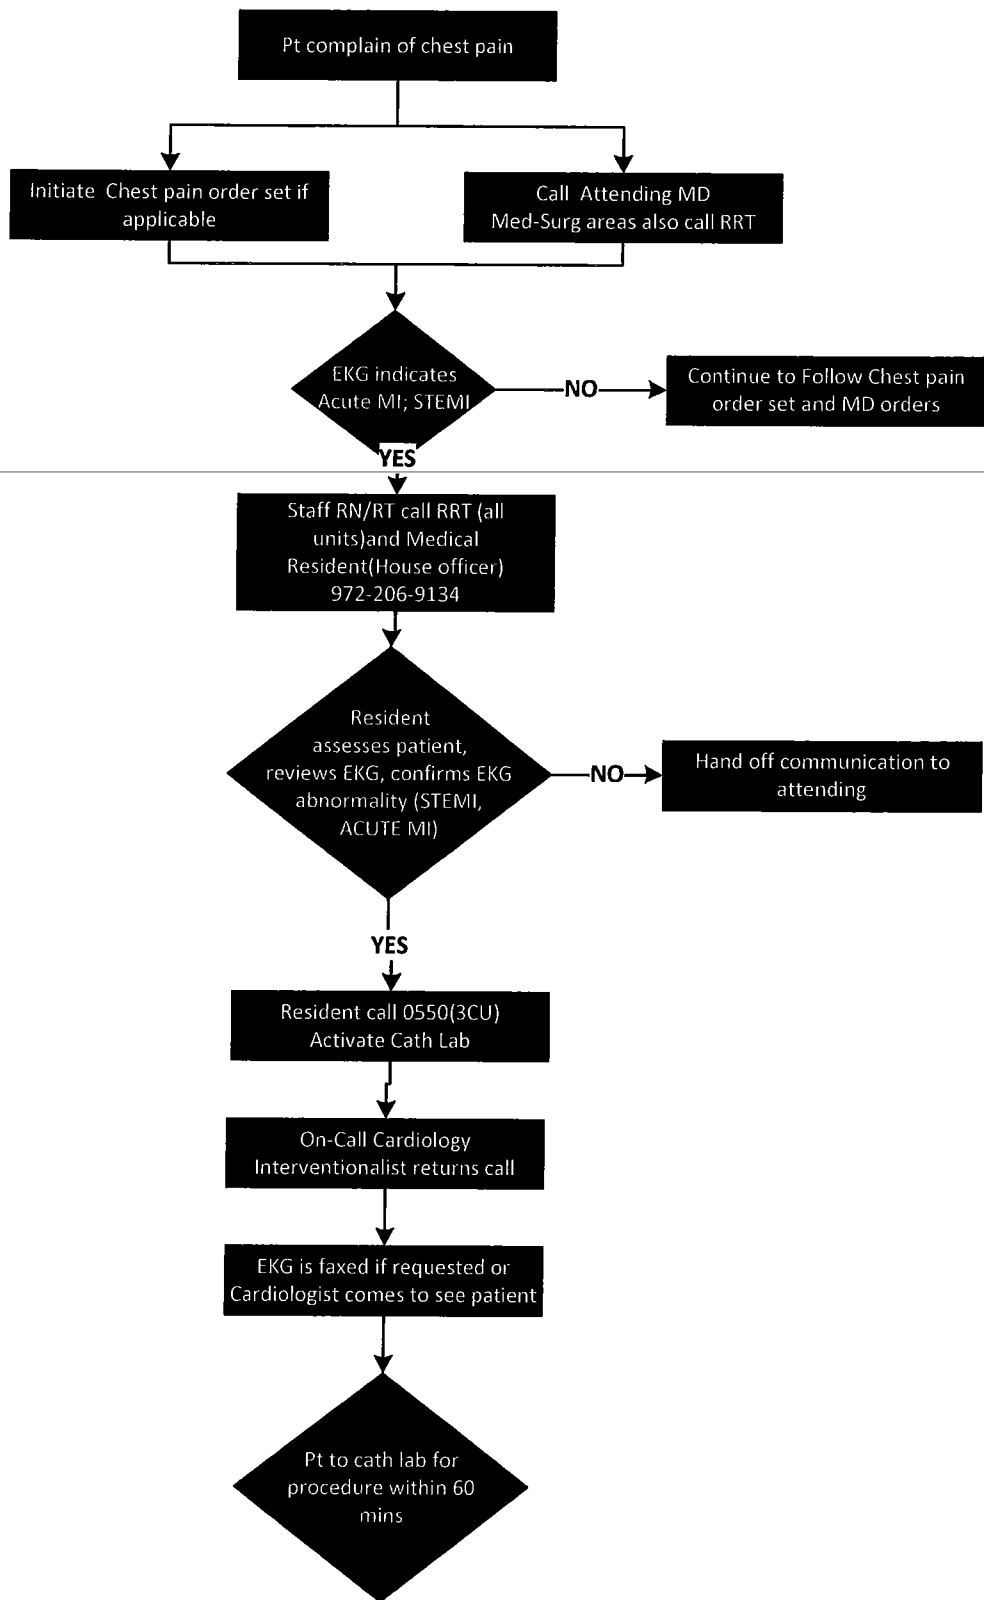 Pt complain of chest pain
Initiate Chest pain order set if
applicable
Call Attending MD
Med-Surg areas also call RRT
EKG indicates
Acute MI; STEMI
NO
Continue to Follow Chest pain
order set and MD orders
YES
Staff RN/RT call RRT (all
units)and Medical
Resident(House officer)
972-206-9134
Resident
assesses patient,
reviews EKG, confirms EKG
abnormality (STEMI,
ACUTE MI)
NO
Hand off communication to
attending
YES
Resident call 0550(3CU)
Activate Cath Lab
On-Call Cardiology
Interventionalist returns call
EKG is faxed if requested or
Cardiologist comes to see patient
Pt to cath lab for
procedure within 60
mins